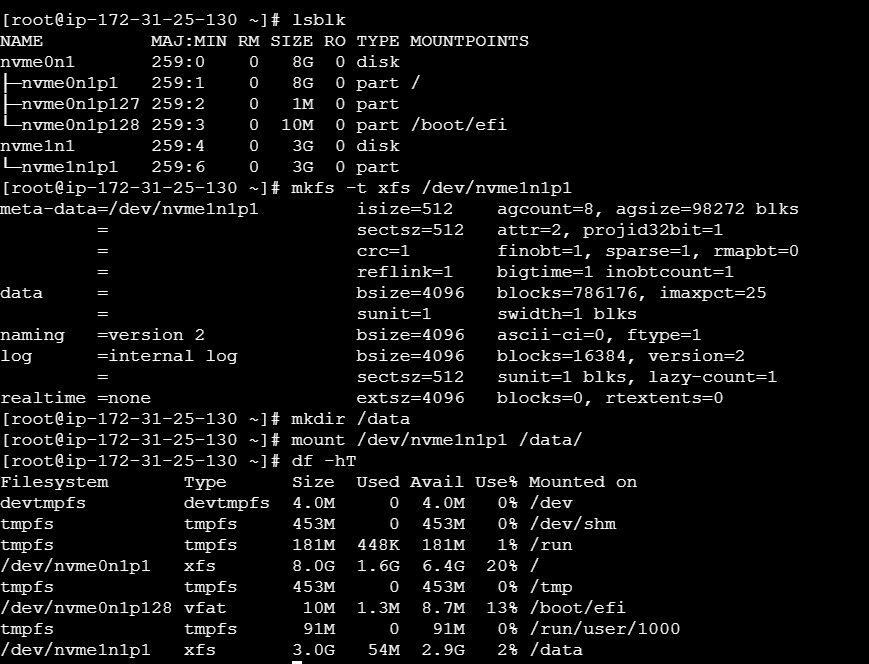 [root@ip-172-31-25-130 ~]# lsblk
NAME          MAJ:MIN RM SIZE RO TYPE MOUNTPOINTS
nvme0n1       259:0    0   8G  0 disk
├─nvme0n1p1   259:1    0   8G  0 part /
├─nvme0n1p127 259:2    0   1M  0 part
└─nvme0n1p128 259:3    0  10M  0 part /boot/efi
nvme1n1       259:4    0   3G  0 disk
└─nvme1n1p1   259:6    0   3G  0 part
[root@ip-172-31-25-130 ~]# mkfs -t xfs /dev/nvme1n1p1
meta-data=/dev/nvme1n1p1         isize=512    agcount=8, agsize=98272 blks
         =                       sectsz=512   attr=2, projid32bit=1
         =                       crc=1        finobt=1, sparse=1, rmapbt=0
         =                       reflink=1    bigtime=1 inobtcount=1
data     =                       bsize=4096   blocks=786176, imaxpct=25
         =                       sunit=1      swidth=1 blks
naming   =version 2              bsize=4096   ascii-ci=0, ftype=1
log      =internal log           bsize=4096   blocks=16384, version=2
         =                       sectsz=512   sunit=1 blks, lazy-count=1
realtime =none                   extsz=4096   blocks=0, rtextents=0
[root@ip-172-31-25-130 ~]# mkdir /data
[root@ip-172-31-25-130 ~]# mount /dev/nvme1n1p1 /data/
[root@ip-172-31-25-130 ~]# df -hT
Filesystem       Type      Size  Used Avail Use% Mounted on
devtmpfs         devtmpfs  4.0M     0  4.0M   0% /dev
tmpfs            tmpfs     453M     0  453M   0% /dev/shm
tmpfs            tmpfs     181M  448K  181M   1% /run
/dev/nvme0n1p1   xfs       8.0G  1.6G  6.4G  20% /
tmpfs            tmpfs     453M     0  453M   0% /tmp
/dev/nvme0n1p128 vfat       10M  1.3M  8.7M  13% /boot/efi
tmpfs            tmpfs      91M     0   91M   0% /run/user/1000
/dev/nvme1n1p1   xfs       3.0G   54M  2.9G   2% /data